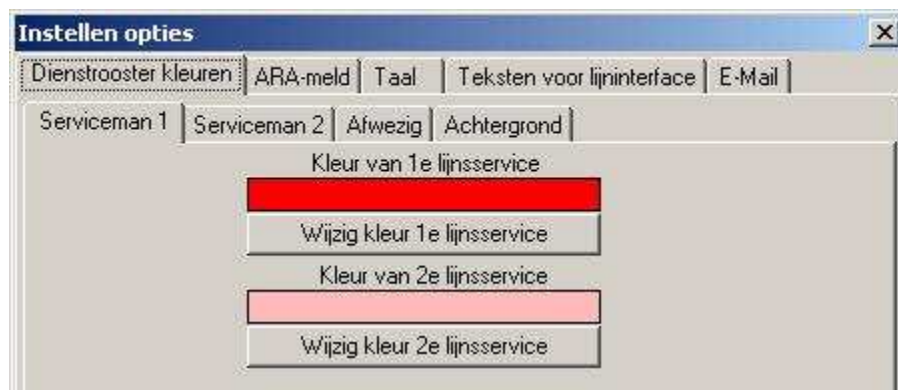 Instellen opties
Dienstrooster kleuren ARA-meld Taal Teksten voor lijninterface E-Mail
Serviceman 1 Serviceman 2 Afwezig Achtergrond
Kleur van 1e lijnsservice
Wijzig kleur 1e lijnsservice
Kleur van 2e lijnsservice
Wijzig kleur 2e lijnsservice